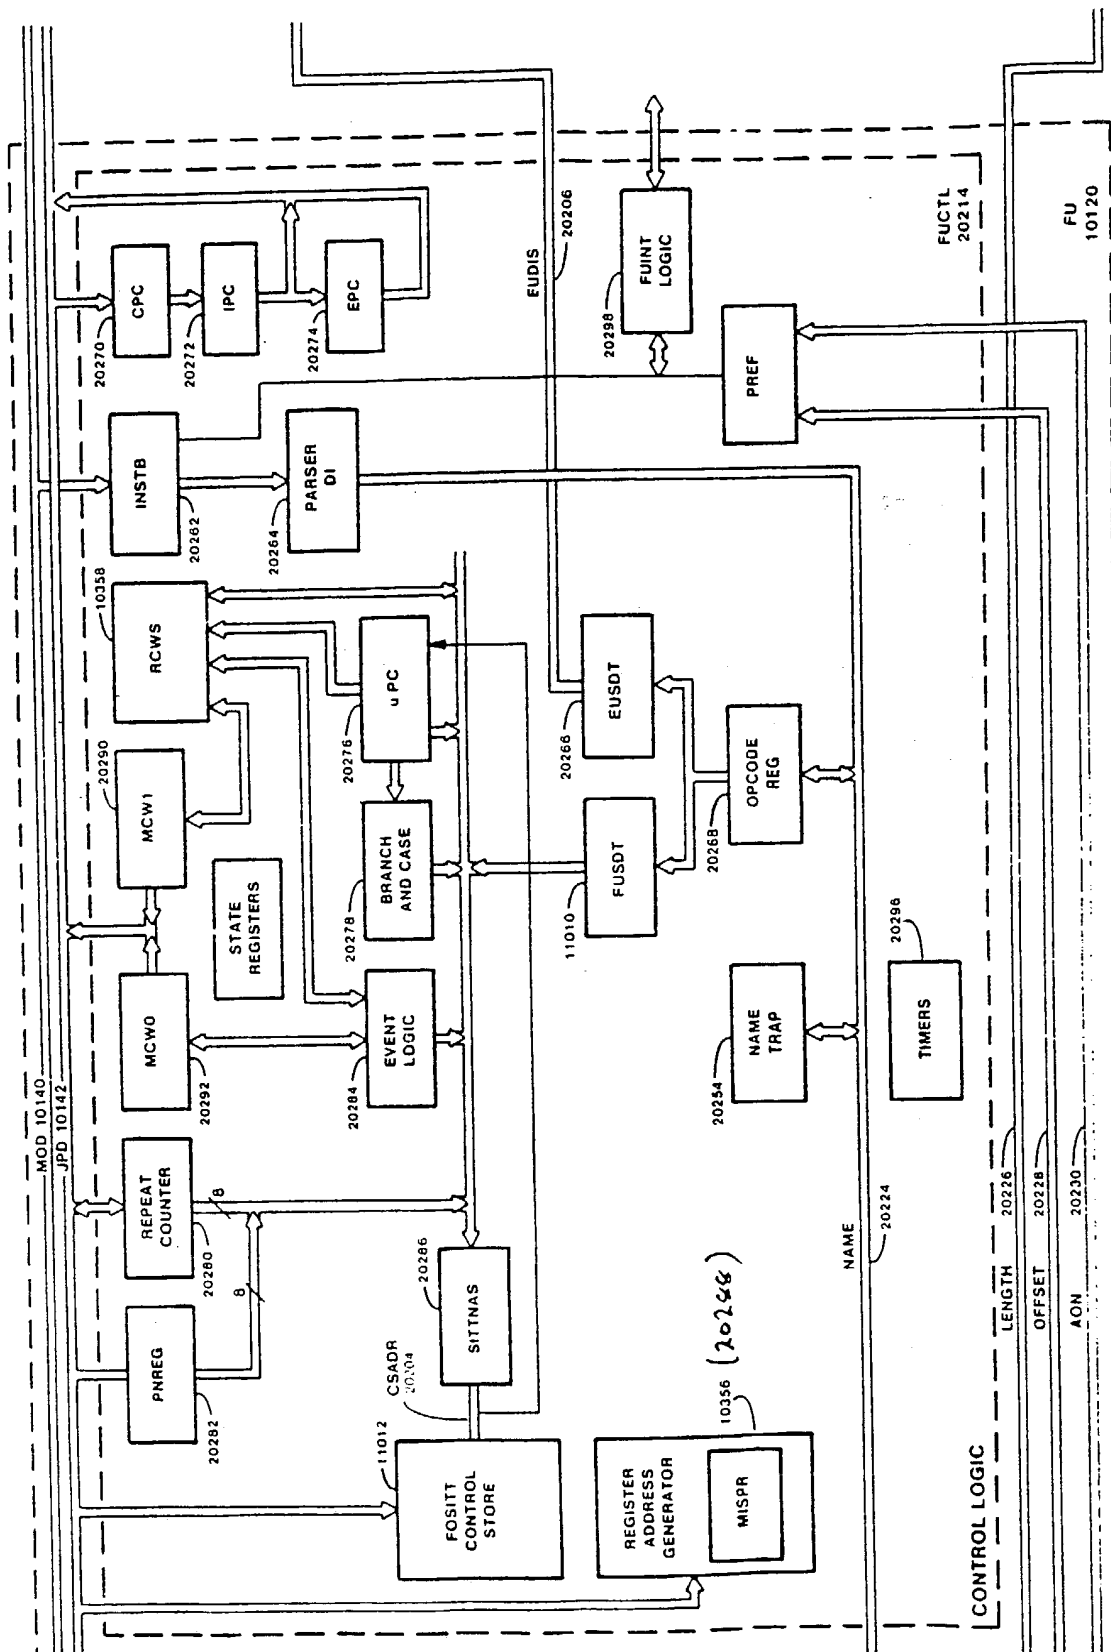 MOD 10140
JPD 10142
PNREG
20282
8
REPEAT
COUNTER
20280
8
MCW0
20292
MCW1
20290
STATE
REGISTERS
RCWS
10358
INSTB
20262
CPC
20270
IPC
20272
EPC
20274
PARSER
DI
20264
EVENT
LOGIC
20284
BRANCH
AND CASE
20278
u PC
20276
CSADR
20204
SITTNAS
20286
11012
FOSITT
CONTROL
STORE
FUSDT
11010
EUSDT
20266
FUDIS
20206
FUINT
LOGIC
20298
REGISTER
ADDRESS
GENERATOR
MISPR
10356
NAME
TRAP
20254
OPCODE
REG
20268
PREF
NAME
20224
TIMERS
20296
FUCTL
20214
CONTROL LOGIC
LENGTH
20226
OFFSET
20228
AON
20230
FU
10120